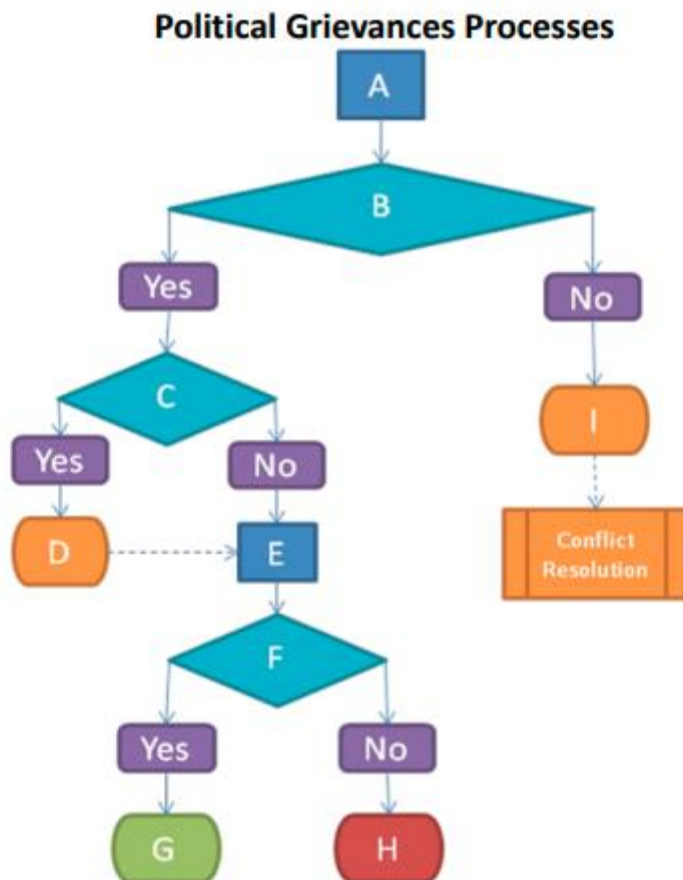 Political Grievances Processes
A
B
Yes
No
C
I
Yes
No
D
E
Conflict
Resolution
F
Yes
No
G
H